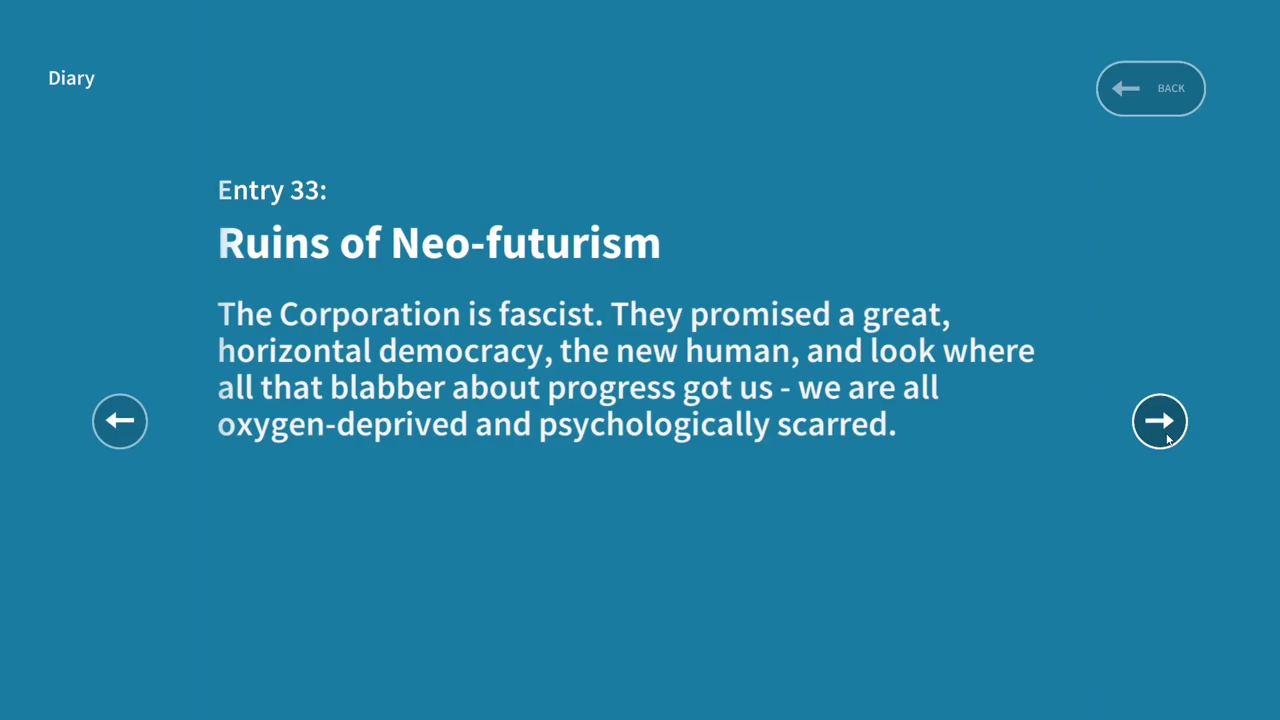 Diary
BACK
Entry 33:
Ruins of Neo-futurism
The Corporation is fascist. They promised a great,
horizontal democracy, the new human, and look where
all that blabber about progress got us - we are all
oxygen-deprived and psychologically scarred.